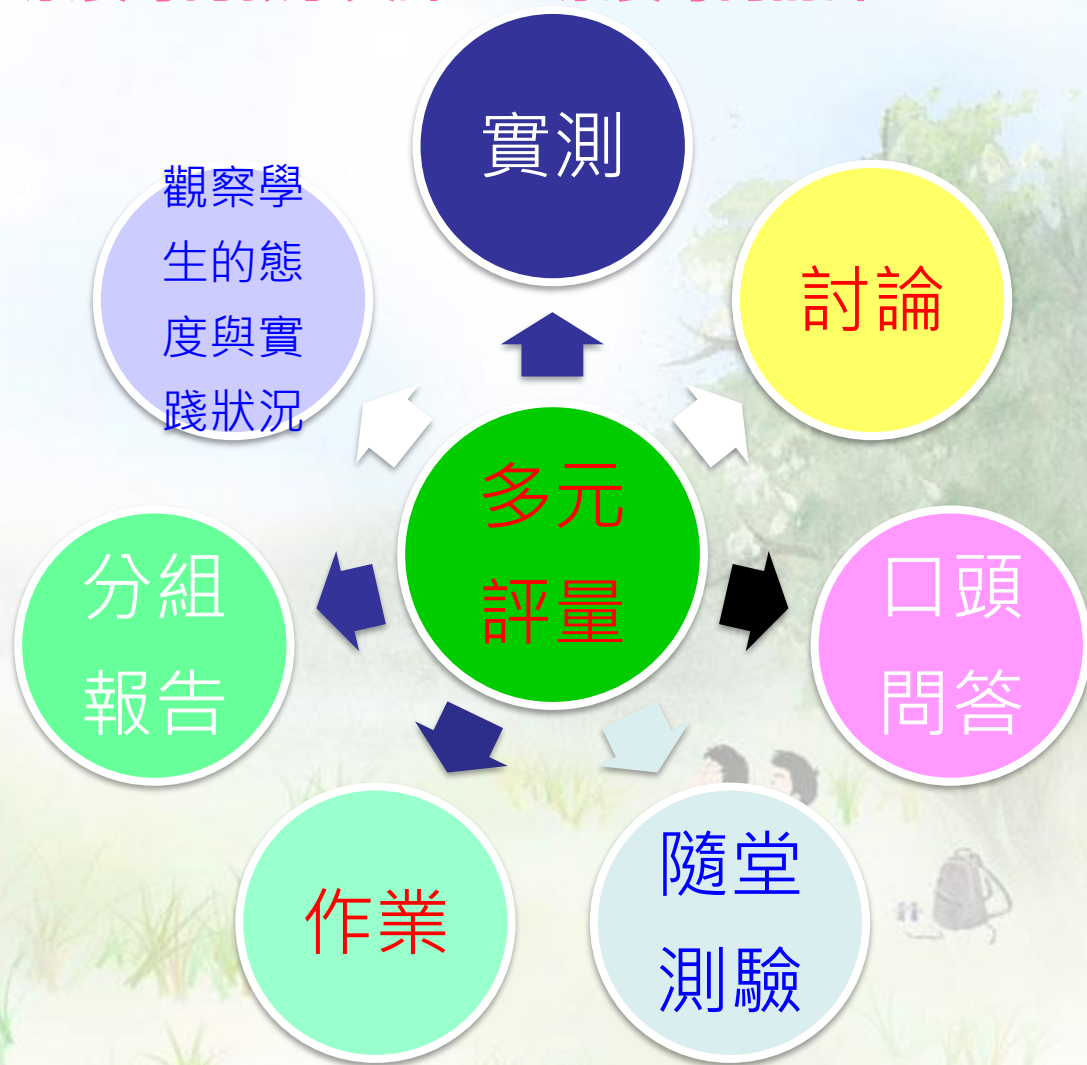 實測
討論
口頭
問答
隨堂
測驗
作業
分組
報告
觀察學
生的態
度與實
踐狀況
多元
評量